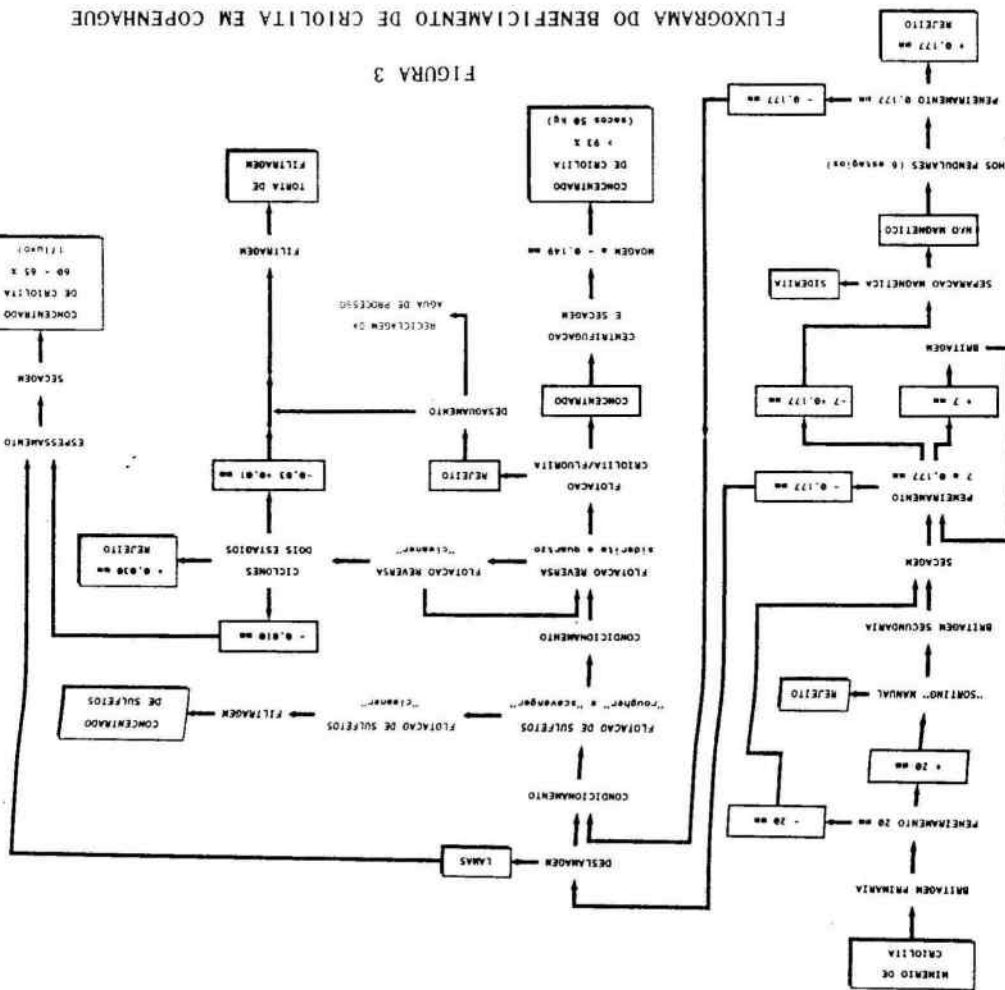 MINERIO DE
CRIOLITA
BRITAGEM PRIMARIA
PENEIRAMENTO 20 mm
- 20 mm
+ 20 mm
"SORTING" MANUAL
REJEITO
BRITAGEM SECUNDARIA
SECAGEM
PENEIRAMENTO
7 e 0,177 mm
- 0,177 mm
+ 7 mm
-7 +0,177 mm
BRITAGEM
SEPARACAO MAGNETICA
SIDERITA
NAO MAGNETICO
HOS PENDULARES (6 estagios)
PENEIRAMENTO 0,177 mm
- 0,177 mm
+ 0,177 mm
REJEITO
DESLAMAGEM
LAMAS
CONDICIONAMENTO
FLOTACAO DE SULFETOS
"rougher" e "scavenger"
FLOTACAO DE SULFETOS
"cleaner"
FILTRAGEM
CONCENTRADO
DE SULFETOS
CONDICIONAMENTO
FLOTACAO REVERSA
siderita e quartzo
FLOTACAO REVERSA
"cleaner"
CICLONES
DOIS ESTAGIOS
- 0,010 mm
+ 0,030 mm
REJEITO
-0,03 +0,01 mm
FLOTACAO
CRIOLITA/FLUORITA
REJEITO
DESAGUAMENTO
RECICLAGEM DA
AGUA DE PROCESSO
CONCENTRADO
CENTRIFUGACAO
E SECAGEM
MOAGEM a - 0,149 mm
CONCENTRADO
DE CRIOLITA
> 93 %
(sacos 50 kg)
FILTRAGEM
TORTA DE
FILTRAGEM
ESPESSAMENTO
SECAGEM
CONCENTRADO
DE CRIOLITA
60 - 65 %
(fluxo)
FIGURA 3
FLUXOGRAMA DO BENEFICIAMENTO DE CRIOLITA EM COPENHAGUE